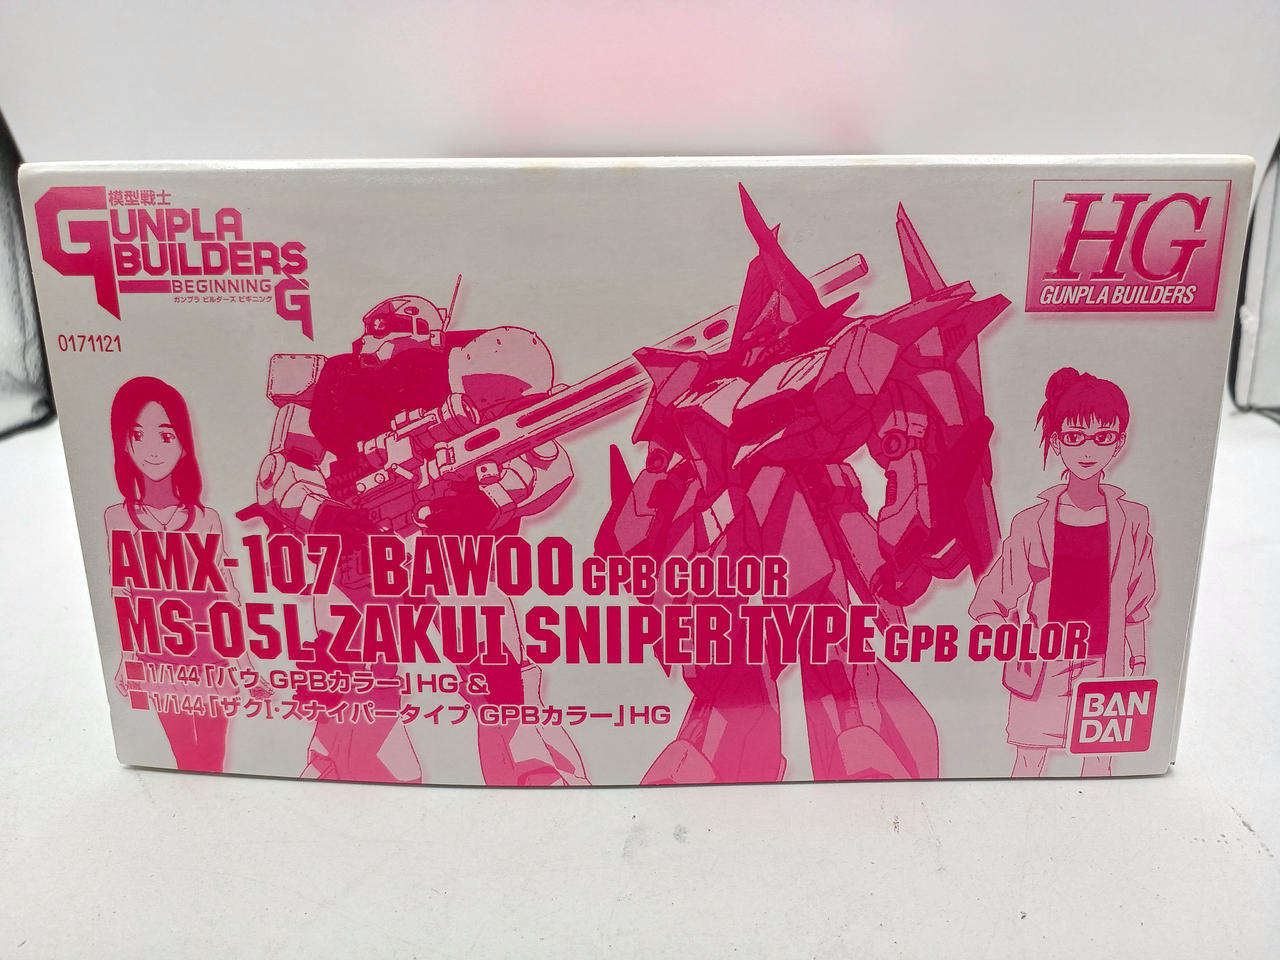 模型戦士
GUNPLA
BUILDERS
BEGINNING G
ガンプラ ビルダーズ ビギニング
0171121
HG
GUNPLA BUILDERS
AMX-107 BAWOO GPB COLOR
MS-05L ZAKUI SNIPER TYPE GPB COLOR
■1/144「バウ GPBカラー」HG &
■1/144「ザクI・スナイパータイプ GPBカラー」HG
BAN
DAI